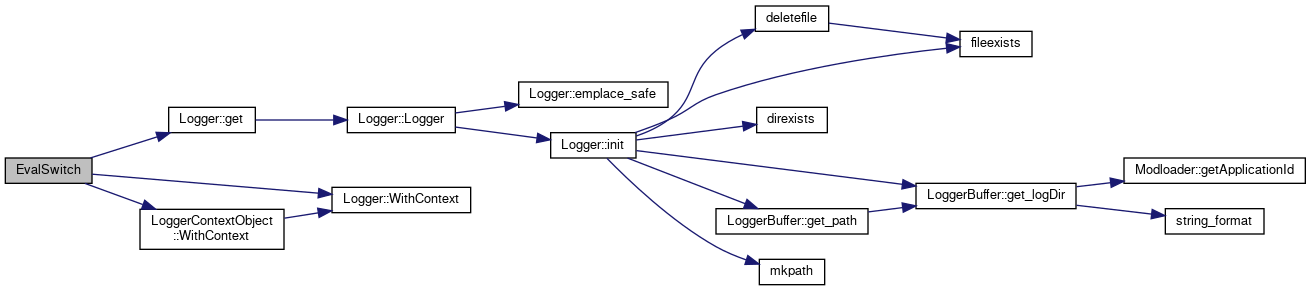 EvalSwitch
Logger::get
LoggerContextObject
::WithContext
Logger::WithContext
Logger::Logger
Logger::emplace_safe
Logger::init
deletefile
fileexists
direxists
LoggerBuffer::get_logDir
LoggerBuffer::get_path
mkpath
Modloader::getApplicationId
string_format